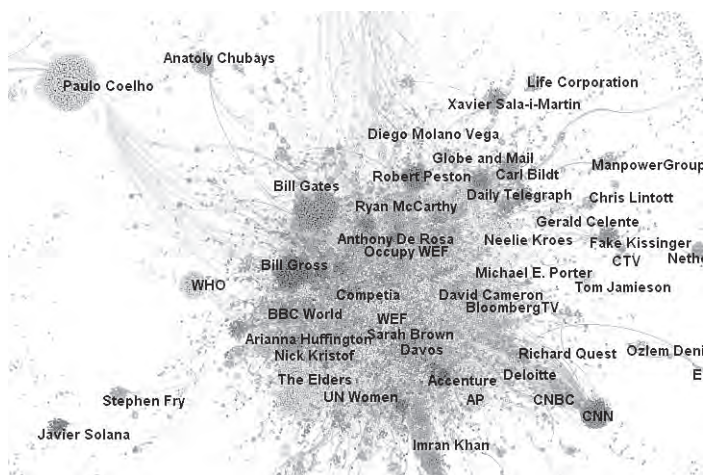 Anatoly Chubays
Paulo Coelho
Life Corporation
Xavier Sala-i-Martin
Diego Molano Vega
Globe and Mail
ManpowerGroup
Robert Peston
Carl Bildt
Bill Gates
Daily Telegraph
Chris Lintott
Ryan McCarthy
Gerald Celente
Anthony De Rosa
Neelie Kroes
Fake Kissinger
Occupy WEF
CTV
Nethe
Bill Gross
Michael E. Porter
WHO
Tom Jamieson
Competia
David Cameron
BBC World
BloombergTV
WEF
Sarah Brown
Arianna Huffington
Davos
Nick Kristof
Richard Quest
Ozlem Deni
The Elders
Accenture
Deloitte
E
UN Women
AP
CNBC
Stephen Fry
CNN
Javier Solana
Imran Khan